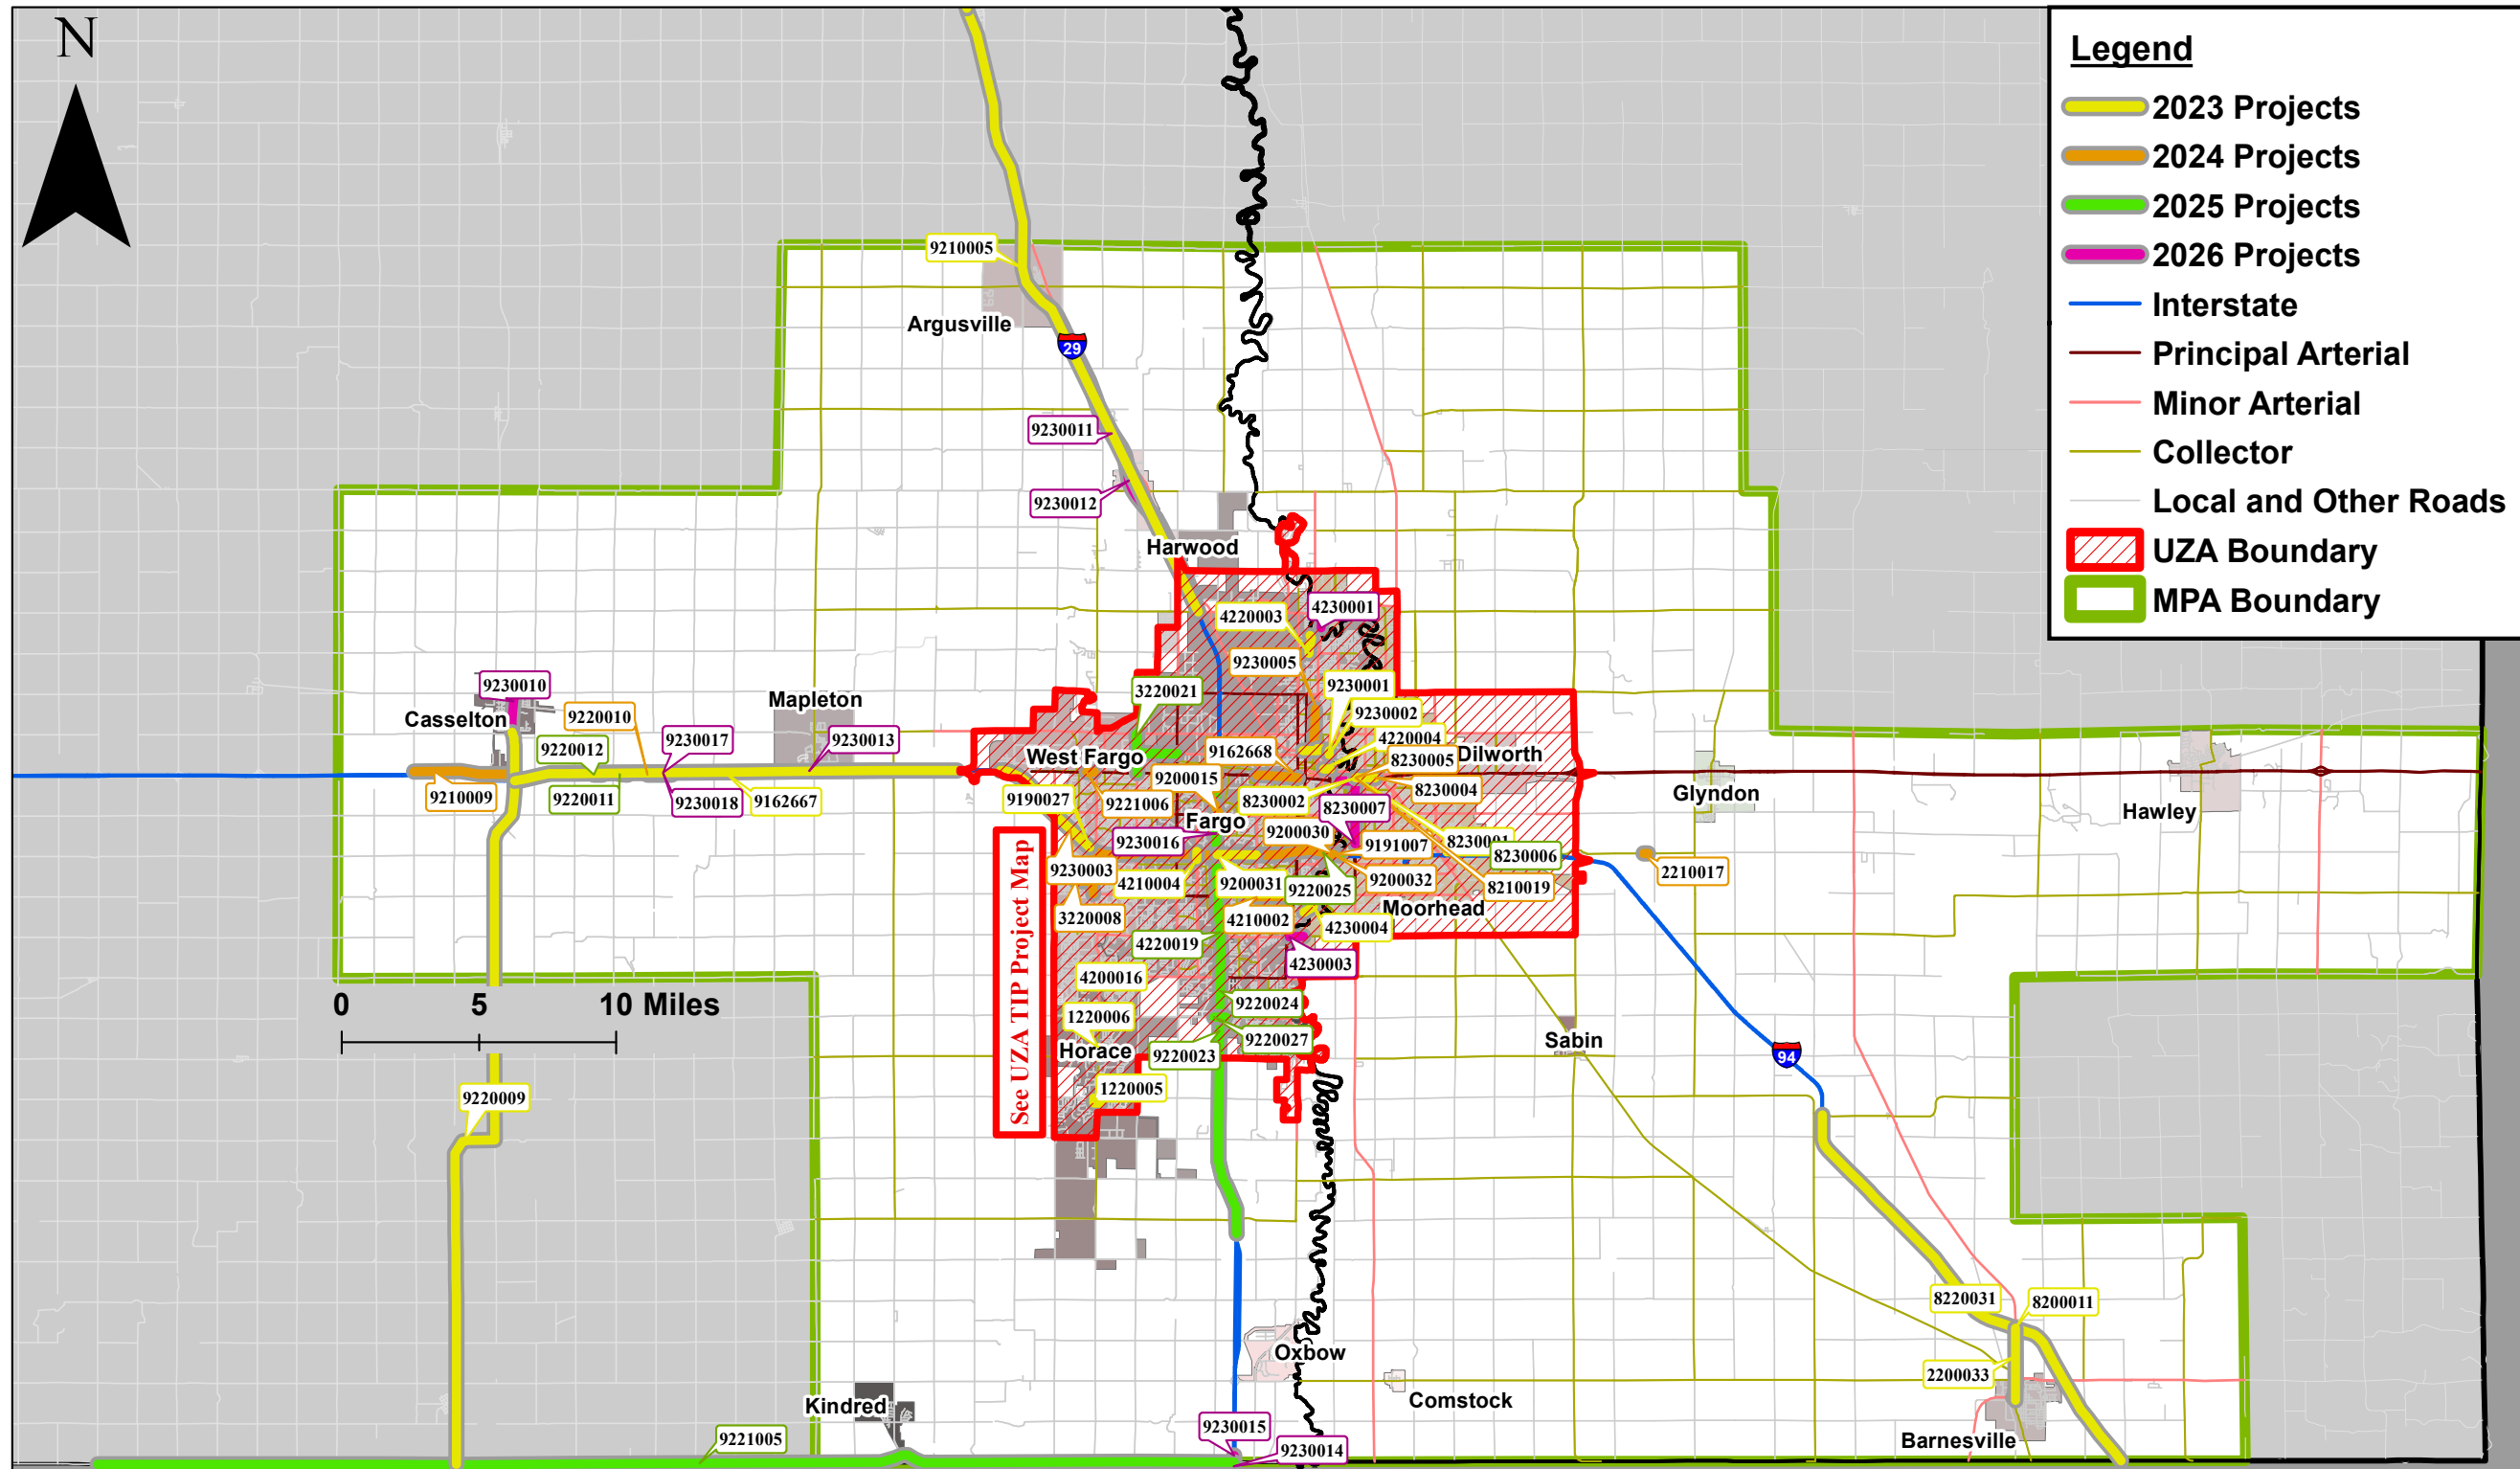 N
Legend
2023 Projects
2024 Projects
2025 Projects
2026 Projects
Interstate
Principal Arterial
Minor Arterial
Collector
Local and Other Roads
UZA Boundary
MPA Boundary
9210005
Argusville
29
9230011
9230012
Harwood
4220003
4230001
9230005
9230001
3220021
9230002
4220004
9230010
Casselton
9220010
Mapleton
9230017
9230013
9220012
West Fargo
9162668
8230005
Dilworth
9200015
9210009
9220011
9230018
9162667
9190027
9221006
8230002
8230004
8230007
Glyndon
Hawley
Fargo
9230016
9200030
9191007
8230001
8230006
9230003
4210004
9200031
9220025
9200032
8210019
2210017
3220008
4210002
Moorhead
4230004
4220019
4230003
4200016
See UZA TIP Project Map
0 5 10 Miles
9220024
1220006
9220027
Horace
9220023
Sabin
94
9220009
1220005
8220031
8200011
Oxbow
2200033
Comstock
Kindred
9230015
9221005
9230014
Barnesville